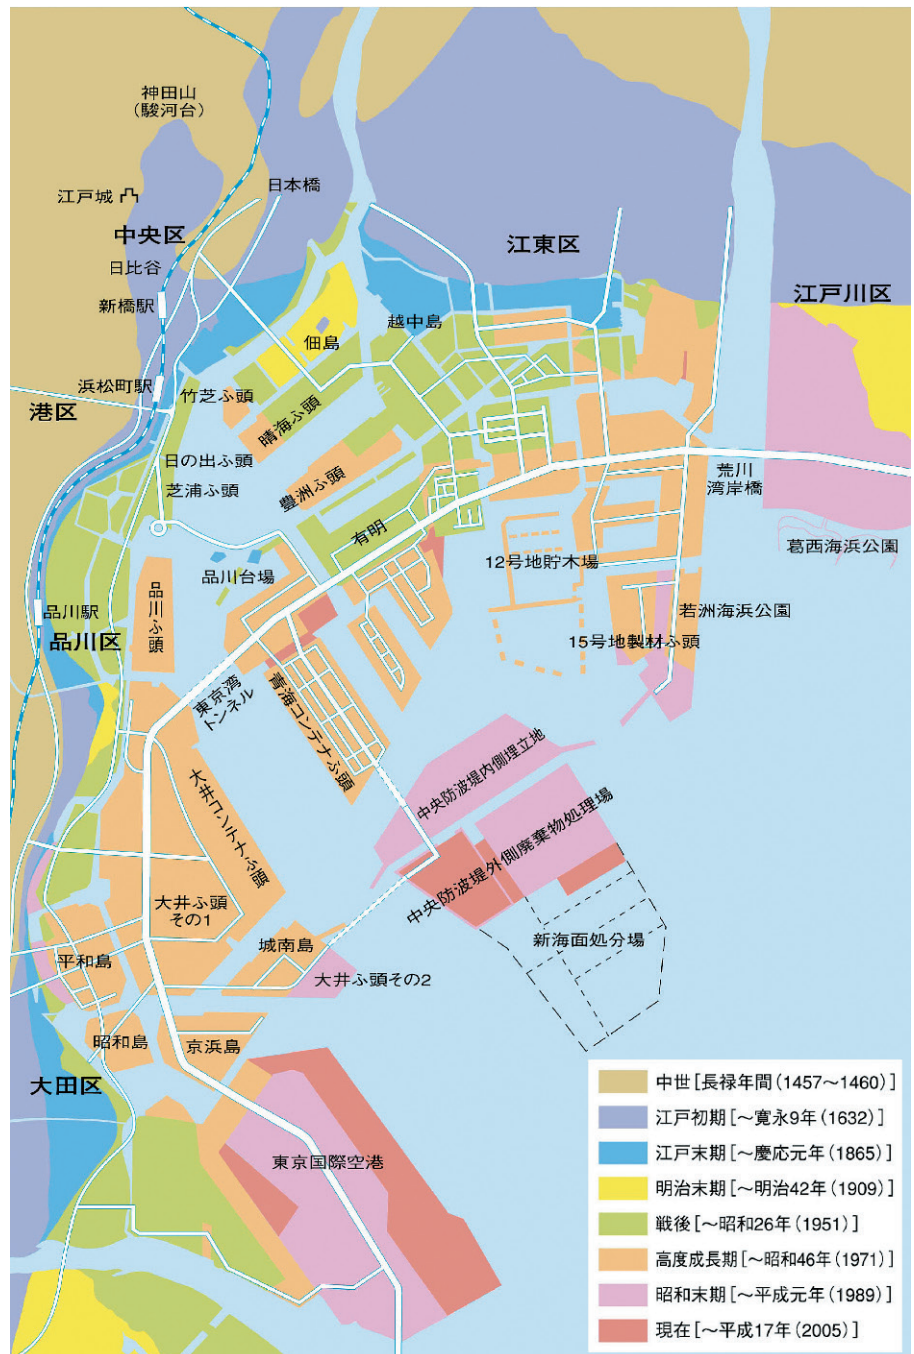 神田山
(駿河台)
江戸城
日本橋
中央区
江東区
日比谷
江戸川区
新橋駅
越中島
佃島
浜松町駅
竹芝ふ頭
港区
晴海ふ頭
日の出ふ頭
荒川
湾岸橋
芝浦ふ頭
豊洲ふ頭
有明
葛西海浜公園
12号地貯木場
品川台場
品川ふ頭
品川駅
若洲海浜公園
品川区
15号地製材ふ頭
東京湾
トンネル
青海コンテナふ頭
中央防波堤内側埋立地
大井コンテナふ頭
中央防波堤外側廃棄物処理場
大井ふ頭
その1
城南島
新海面処分場
平和島
大井ふ頭その2
昭和島
京浜島
大田区
東京国際空港
中世[長禄年間(1457～1460)]
江戸初期[～寛永9年(1632)]
江戸末期[～慶応元年(1865)]
明治末期[～明治42年(1909)]
戦後[～昭和26年(1951)]
高度成長期[～昭和46年(1971)]
昭和末期[～平成元年(1989)]
現在[～平成17年(2005)]